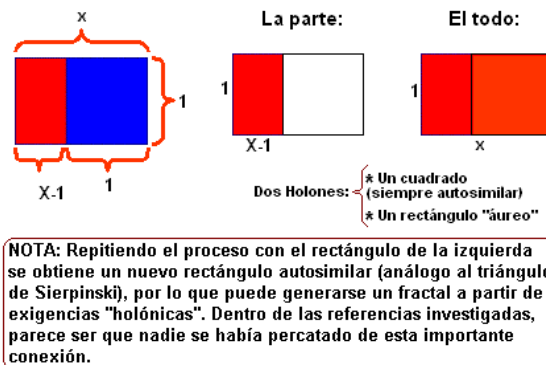 x
La parte:
El todo:
1
1
1
X-1
1
X-1
x
Dos Holones:
* Un cuadrado
(siempre autosimilar)
* Un rectángulo "áureo"
NOTA: Repitiendo el proceso con el rectángulo de la izquierda
se obtiene un nuevo rectángulo autosimilar (análogo al triángulo
de Sierpinski), por lo que puede generarse un fractal a partir de
exigencias "holónicas". Dentro de las referencias investigadas,
parece ser que nadie se había percatado de esta importante
conexión.